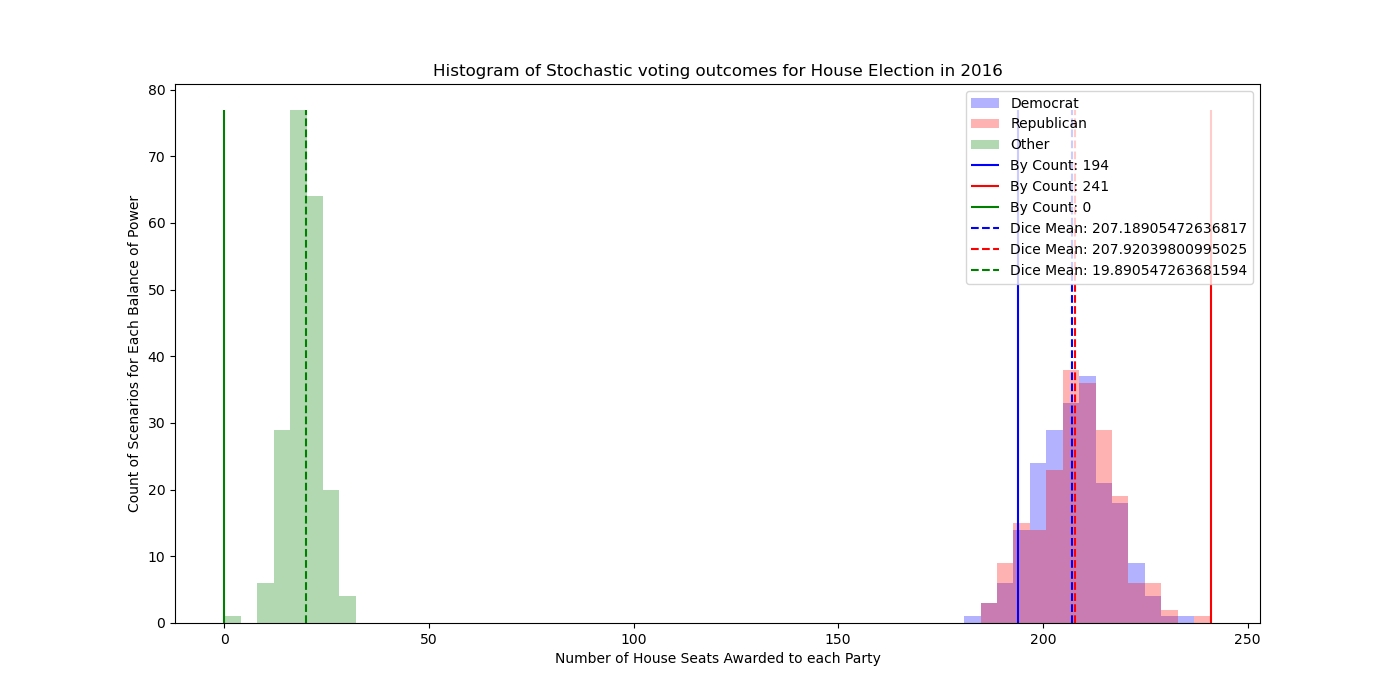 Histogram of Stochastic voting outcomes for House Election in 2016
80
70
60
50
40
30
20
10
0
Count of Scenarios for Each Balance of Power
Democrat
Republican
Other
By Count: 194
By Count: 241
By Count: 0
Dice Mean: 207.18905472636817
Dice Mean: 207.92039800995025
Dice Mean: 19.890547263681594
0 50 100 150 200 250
Number of House Seats Awarded to each Party